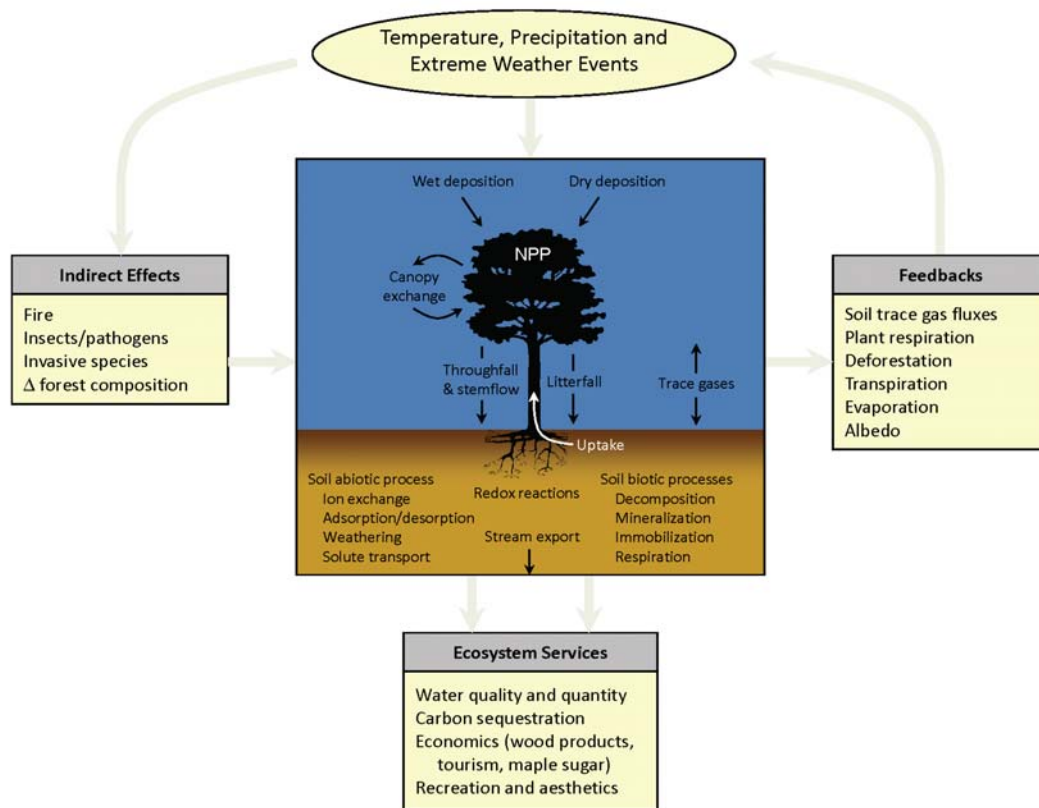 Temperature, Precipitation and
Extreme Weather Events
Wet deposition
Dry deposition
NPP
Canopy
exchange
Throughfall
& stemflow
Litterfall
Trace gases
Uptake
Soil abiotic process
Ion exchange
Adsorption/desorption
Weathering
Solute transport
Redox reactions
Stream export
Soil biotic processes
Decomposition
Mineralization
Immobilization
Respiration
Indirect Effects
Fire
Insects/pathogens
Invasive species
Δ forest composition
Feedbacks
Soil trace gas fluxes
Plant respiration
Deforestation
Transpiration
Evaporation
Albedo
Ecosystem Services
Water quality and quantity
Carbon sequestration
Economics (wood products,
tourism, maple sugar)
Recreation and aesthetics